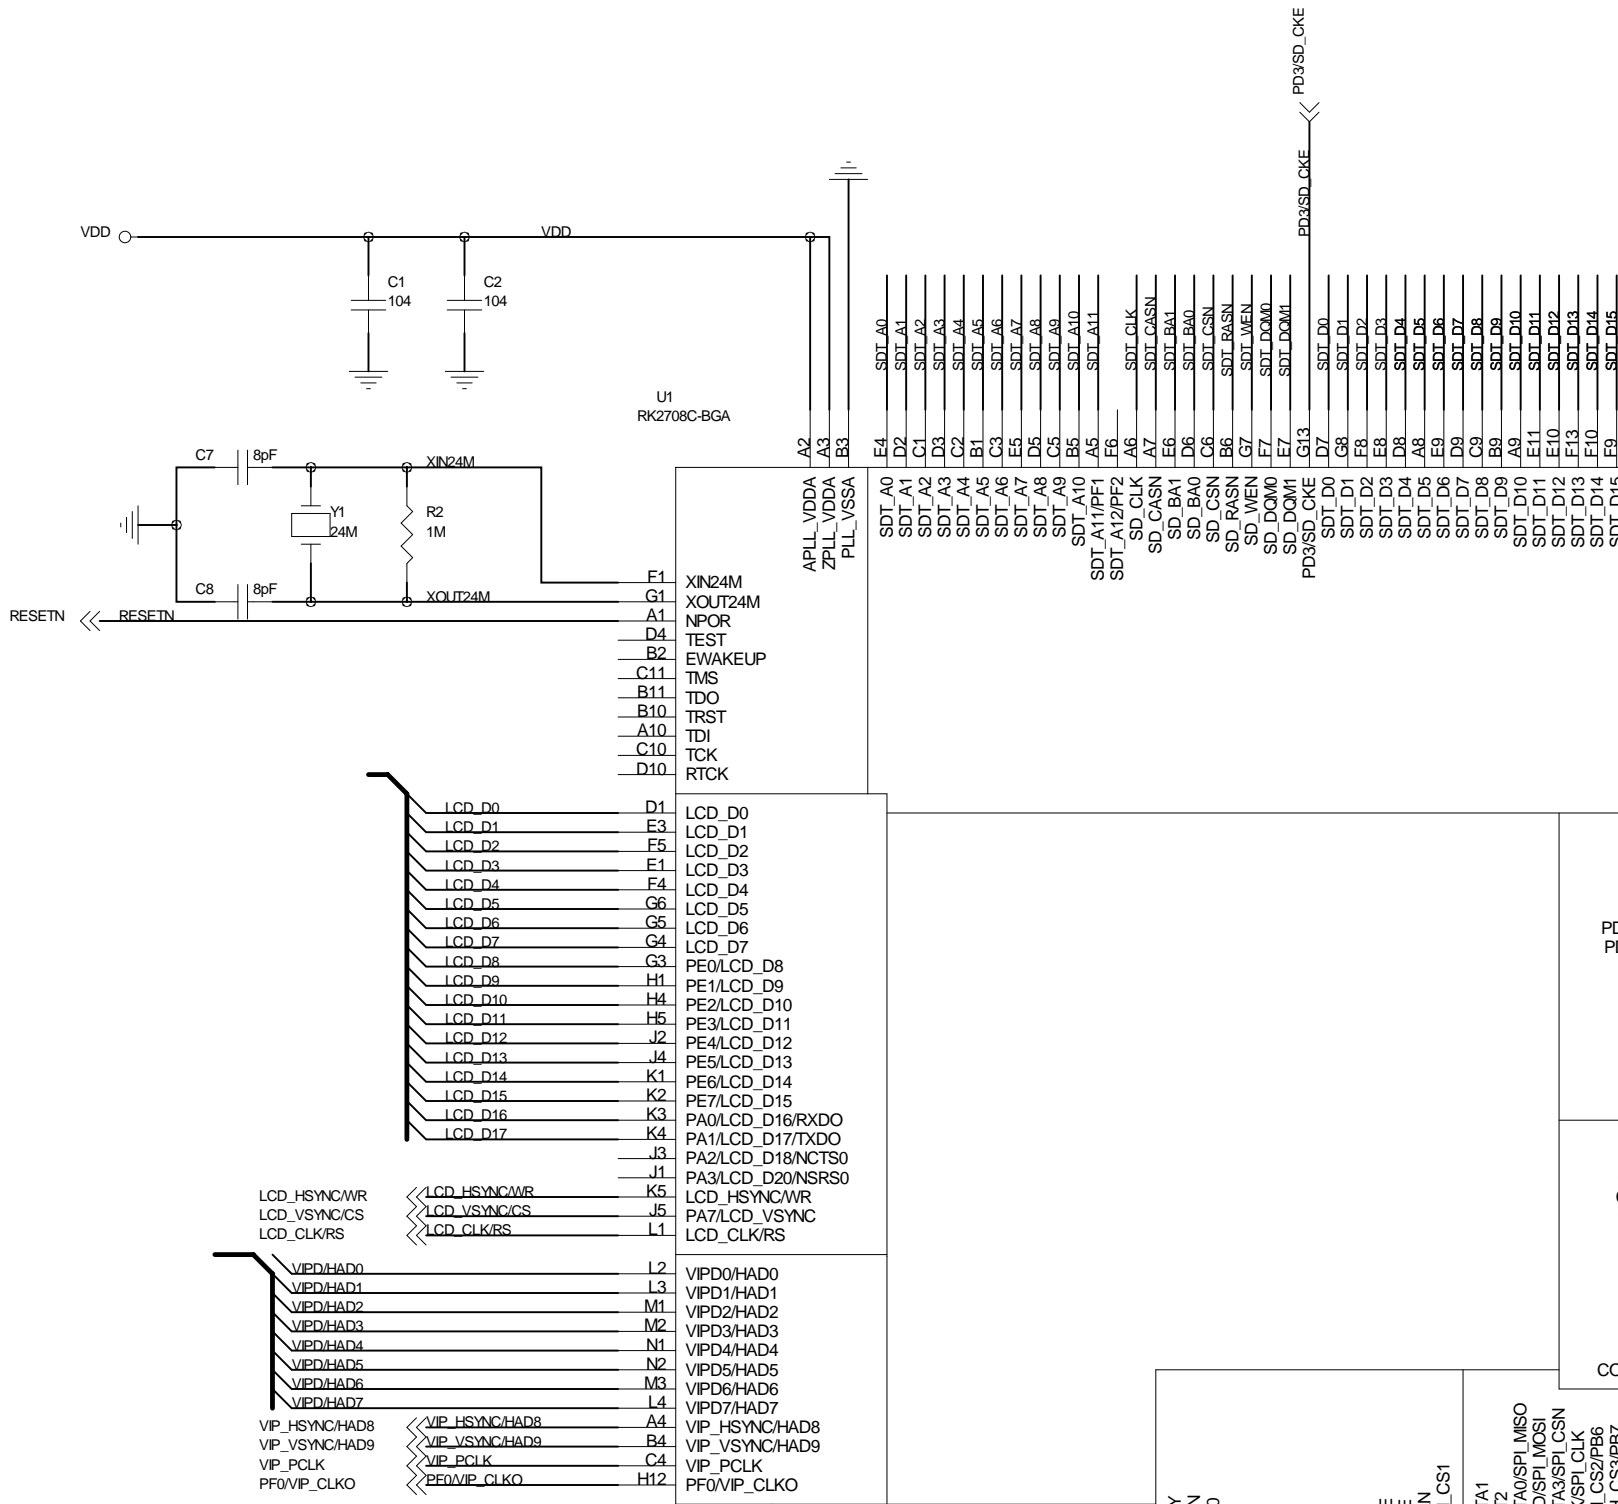 PD3/SD_CKE
PD3/SD_CKE
VDD
VDD
C1
104
C2
104
U1
RK2708C-BGA
SDT_A0
SDT_A1
SDT_A2
SDT_A3
SDT_A4
SDT_A5
SDT_A6
SDT_A7
SDT_A8
SDT_A9
SDT_A10
SDT_A11
SDT_CLK
SDT_CASN
SDT_BA1
SDT_BA0
SDT_CSN
SDT_RASN
SDT_WEN
SDT_DQM0
SDT_DQM1
SDT_D0
SDT_D1
SDT_D2
SDT_D3
SDT_D4
SDT_D5
SDT_D6
SDT_D7
SDT_D8
SDT_D9
SDT_D10
SDT_D11
SDT_D12
SDT_D13
SDT_D14
SDT_D15
A2
A3
B3
E4
D2
C1
D3
C2
B1
C3
E5
D5
C5
B5
A5
F6
A6
A7
E6
D6
C6
B6
G7
F7
E7
G13
D7
G8
F8
E8
D8
A8
E9
D9
C9
B9
A9
E11
E10
F13
F10
F9
APLL_VDDA
ZPLL_VDDA
PLL_VSSA
SDT_A0
SDT_A1
SDT_A2
SDT_A3
SDT_A4
SDT_A5
SDT_A6
SDT_A7
SDT_A8
SDT_A9
SDT_A10
SDT_A11/PF1
SDT_A12/PF2
SD_CLK
SD_CASN
SD_BA1
SD_BA0
SD_CSN
SD_RASN
SD_WEN
SD_DQM0
SD_DQM1
PD3/SD_CKE
SDT_D0
SDT_D1
SDT_D2
SDT_D3
SDT_D4
SDT_D5
SDT_D6
SDT_D7
SDT_D8
SDT_D9
SDT_D10
SDT_D11
SDT_D12
SDT_D13
SDT_D14
SDT_D15
C7
8pF
XIN24M
Y1
24M
R2
1M
C8
8pF
XOUT24M
RESETN
RESETN
F1 XIN24M
G1 XOUT24M
A1 NPOR
D4 TEST
B2 EWAKEUP
C11 TMS
B11 TDO
B10 TRST
A10 TDI
C10 TCK
D10 RTCK
LCD_D0 D1 LCD_D0
LCD_D1 E3 LCD_D1
LCD_D2 F5 LCD_D2
LCD_D3 E1 LCD_D3
LCD_D4 F4 LCD_D4
LCD_D5 G6 LCD_D5
LCD_D6 G5 LCD_D6
LCD_D7 G4 LCD_D7
LCD_D8 G3 PE0/LCD_D8
LCD_D9 H1 PE1/LCD_D9
LCD_D10 H4 PE2/LCD_D10
LCD_D11 H5 PE3/LCD_D11
LCD_D12 J2 PE4/LCD_D12
LCD_D13 J4 PE5/LCD_D13
LCD_D14 K1 PE6/LCD_D14
LCD_D15 K2 PE7/LCD_D15
LCD_D16 K3 PA0/LCD_D16/RXDO
LCD_D17 K4 PA1/LCD_D17/TXDO
J3 PA2/LCD_D18/NCTS0
J1 PA3/LCD_D20/NSRS0
LCD_HSYNC/WR LCD_HSYNC/WR K5 LCD_HSYNC/WR
LCD_VSYNC/CS LCD_VSYNC/CS J5 PA7/LCD_VSYNC
LCD_CLK/RS LCD_CLK/RS L1 LCD_CLK/RS
VIPD/HAD0 L2 VIPD0/HAD0
VIPD/HAD1 L3 VIPD1/HAD1
VIPD/HAD2 M1 VIPD2/HAD2
VIPD/HAD3 M2 VIPD3/HAD3
VIPD/HAD4 N1 VIPD4/HAD4
VIPD/HAD5 N2 VIPD5/HAD5
VIPD/HAD6 M3 VIPD6/HAD6
VIPD/HAD7 L4 VIPD7/HAD7
VIP_HSYNC/HAD8 VIP_HSYNC/HAD8 A4 VIP_HSYNC/HAD8
VIP_VSYNC/HAD9 VIP_VSYNC/HAD9 B4 VIP_VSYNC/HAD9
VIP_PCLK VIP_PCLK C4 VIP_PCLK
PF0/VIP_CLKO PF0/VIP_CLKO H12 PF0/VIP_CLKO
_CS1
TA1
TA0/SPI_MISO
/SPI_MOSI
TA3/SPI_CSN
/SPI_CLK
_CS2/PB6
_CS3/PB7